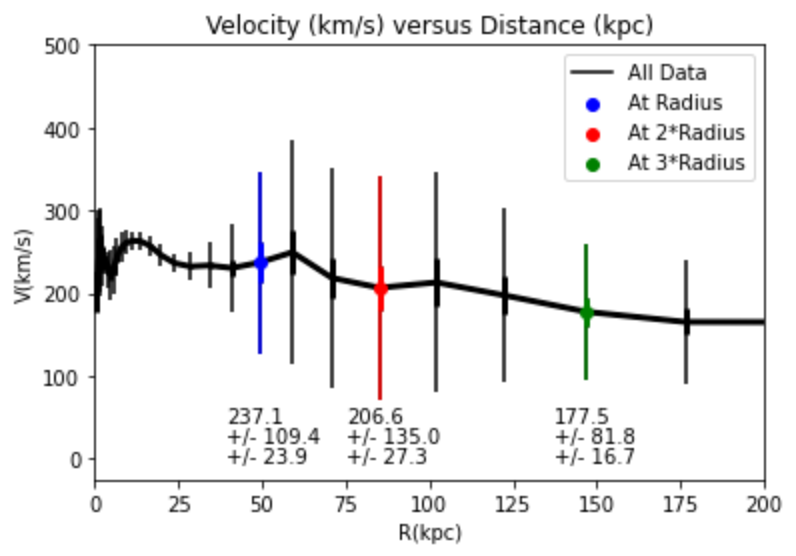 Velocity (km/s) versus Distance (kpc)
500
400
300
200
100
0
V(km/s)
All Data
At Radius
At 2*Radius
At 3*Radius
237.1
+/- 109.4
+/- 23.9
206.6
+/- 135.0
+/- 27.3
177.5
+/- 81.8
+/- 16.7
0 25 50 75 100 125 150 175 200
R(kpc)